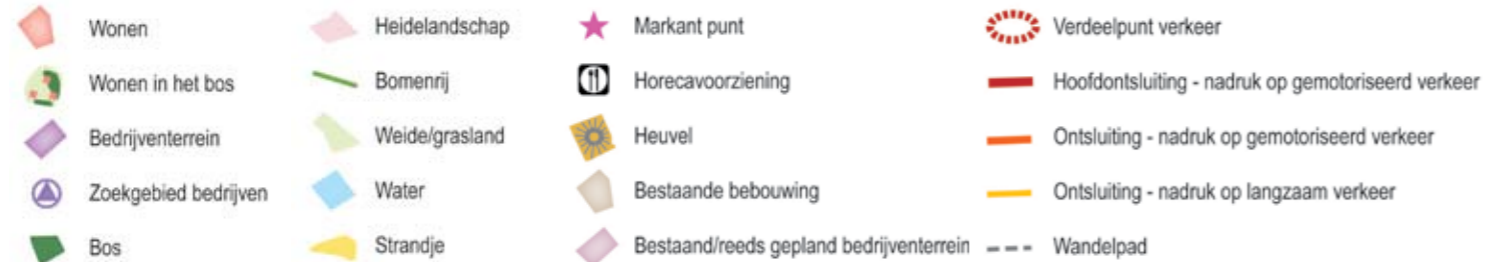 Wonen
Wonen in het bos
Bedrijventerrein
Zoekgebied bedrijven
Bos
Heidelandschap
Bomenrij
Weide/grasland
Water
Strandje
Markant punt
Horecavoorziening
Heuvel
Bestaande bebouwing
Bestaand/reeds gepland bedrijventerrein
Verdeelpunt verkeer
Hoofdontsluiting - nadruk op gemotoriseerd verkeer
Ontsluiting - nadruk op gemotoriseerd verkeer
Ontsluiting - nadruk op langzaam verkeer
Wandelpad